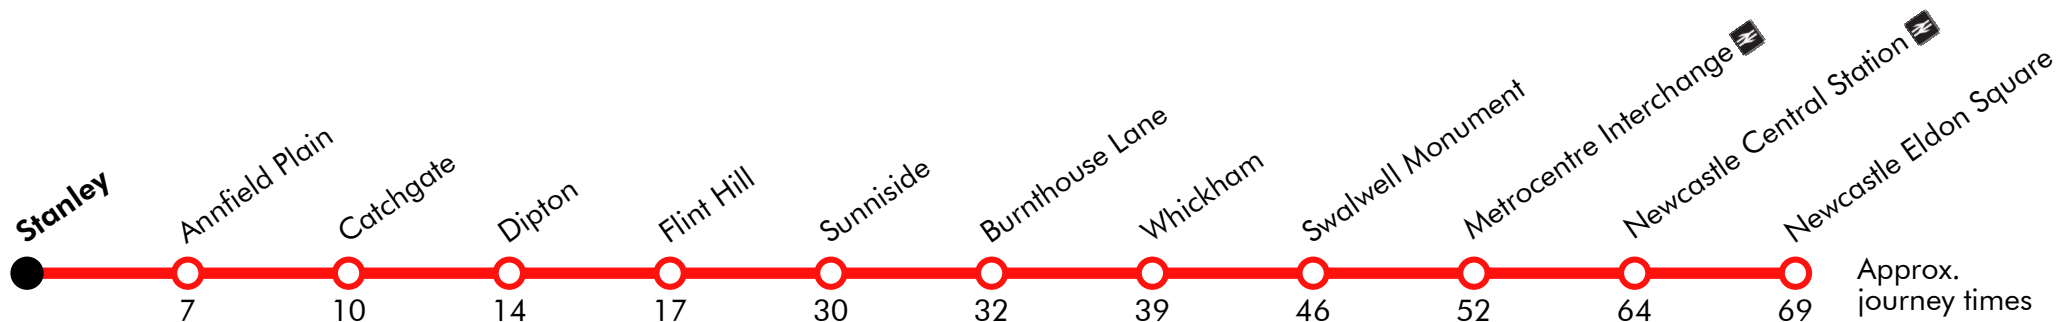 Stanley
Annfield Plain
Catchgate
Dipton
Flint Hill
Sunniside
Burnthouse Lane
Whickham
Swalwell Monument
Metrocentre Interchange
Newcastle Central Station
Newcastle Eldon Square
7 10 14 17 30 32 39 46 52 64 69
Approx.
journey times